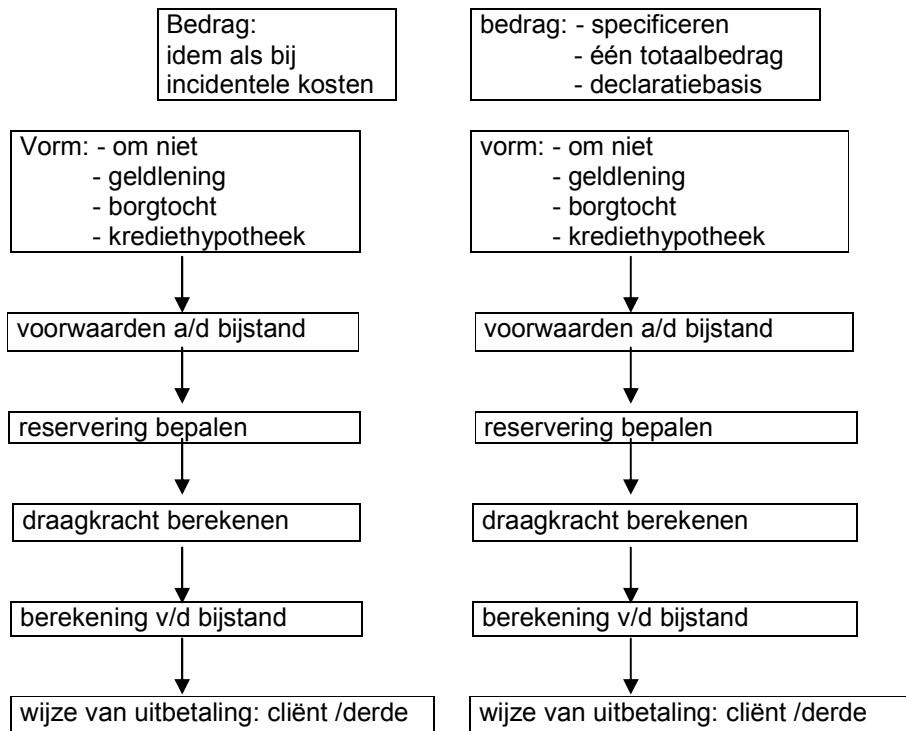 Bedrag:
idem als bij
incidentele kosten
bedrag: - specificeren
- één totaalbedrag
- declaratiebasis
Vorm: - om niet
- geldlening
- borgtocht
- krediethypotheek
vorm: - om niet
- geldlening
- borgtocht
- krediethypotheek
voorwaarden a/d bijstand
voorwaarden a/d bijstand
reservering bepalen
reservering bepalen
draagkracht berekenen
draagkracht berekenen
berekening v/d bijstand
berekening v/d bijstand
wijze van uitbetaling: cliënt /derde
wijze van uitbetaling: cliënt /derde